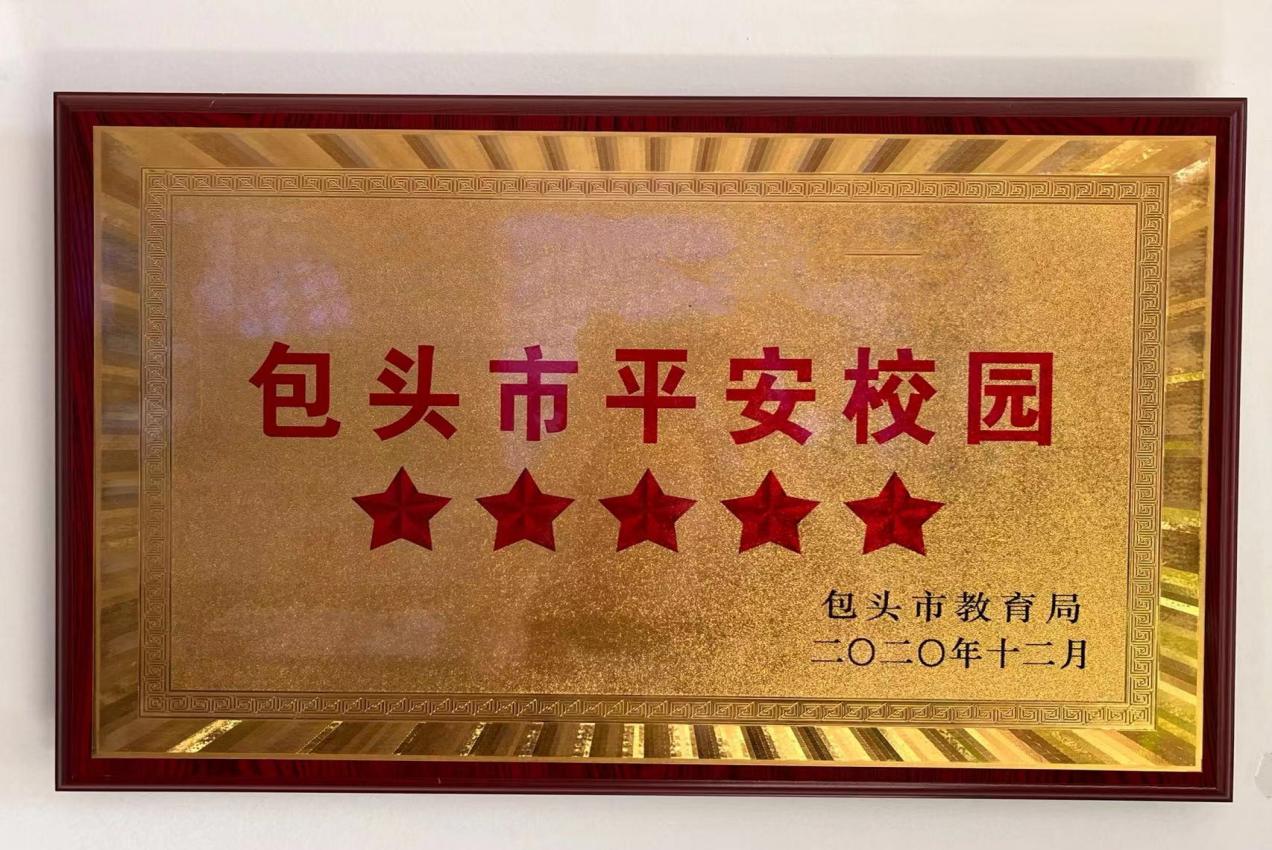 包头市平安校园
包头市教育局
二〇二〇年十二月